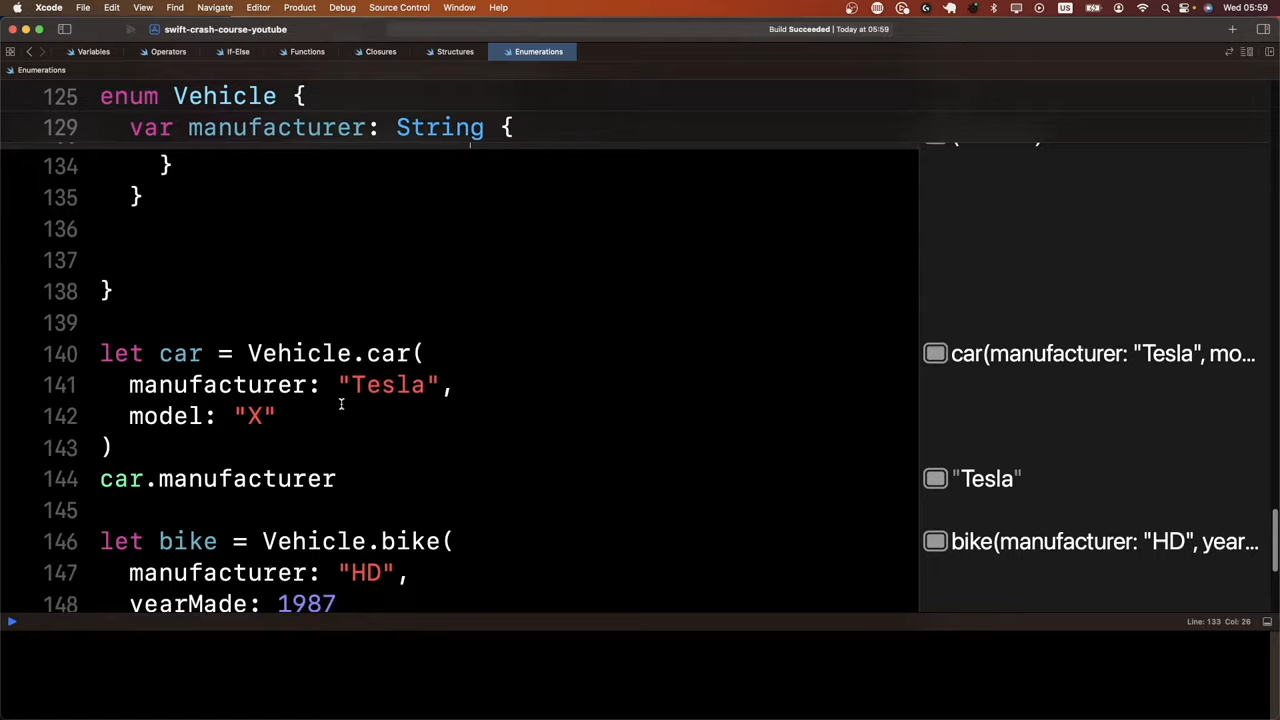 Xcode File Edit View Find Navigate Editor Product Debug Source Control Window Help US Wed 05:59
swift-crash-course-youtube Build Succeeded | Today at 05:59
Variables Operators If-Else Functions Closures Structures Enumerations
Enumerations
125 enum Vehicle {
129 var manufacturer: String {
134 }
135 }
136
137
138 }
139
140 let car = Vehicle.car( car(manufacturer: "Tesla", mo...
141 manufacturer: "Tesla",
142 model: "X"
143 )
144 car.manufacturer "Tesla"
145
146 let bike = Vehicle.bike( bike(manufacturer: "HD", year...
147 manufacturer: "HD",
148 yearMade: 1987
Line: 133 Col: 26